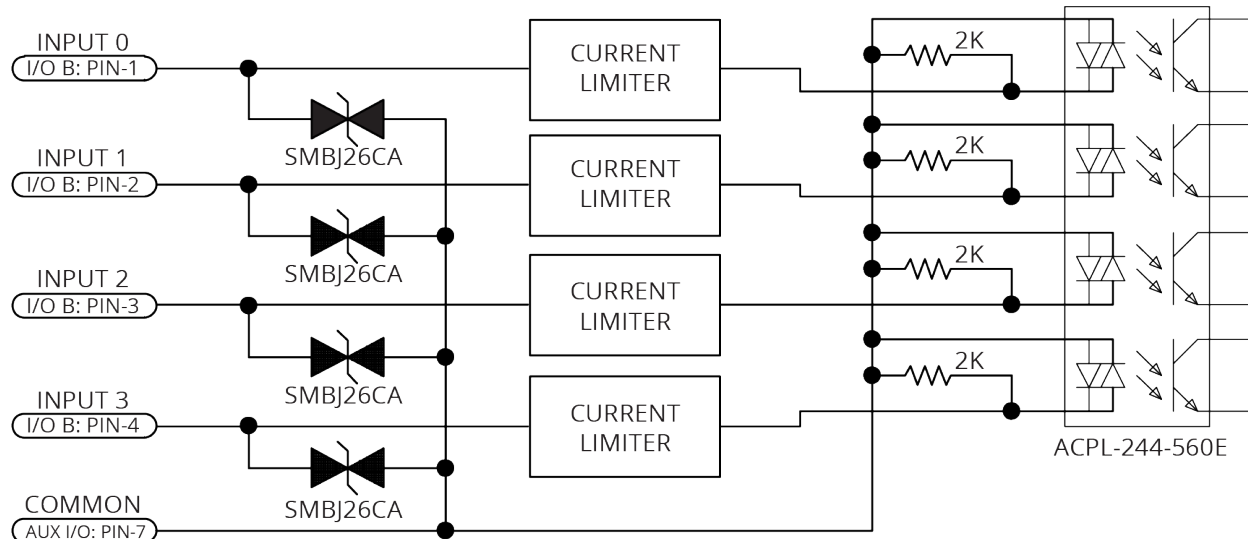 INPUT 0
I/O B: PIN-1
SMBJ26CA
CURRENT
LIMITER
2K
INPUT 1
I/O B: PIN-2
SMBJ26CA
CURRENT
LIMITER
2K
INPUT 2
I/O B: PIN-3
SMBJ26CA
CURRENT
LIMITER
2K
INPUT 3
I/O B: PIN-4
SMBJ26CA
CURRENT
LIMITER
2K
ACPL-244-560E
COMMON
AUX I/O: PIN-7